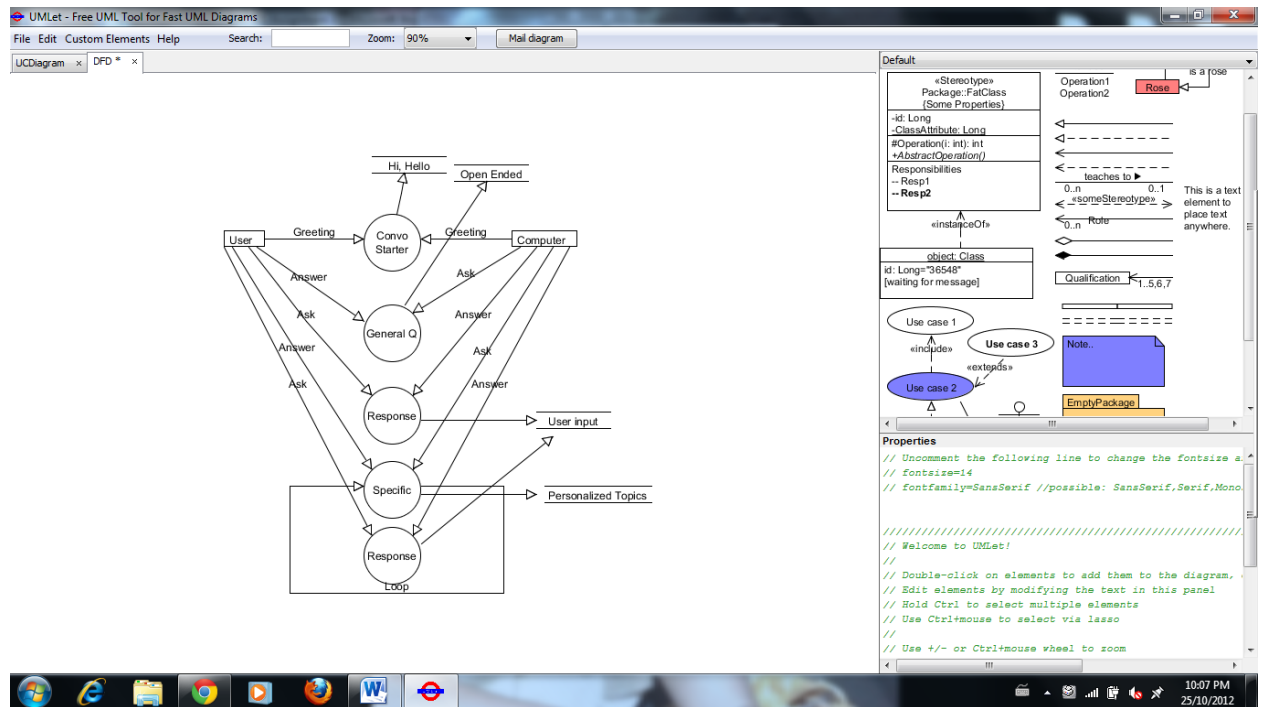 UMLet - Free UML Tool for Fast UML Diagrams
File Edit Custom Elements Help Search: Zoom: 90% Mail diagram
UCDiagram × DFD * ×
Hi, Hello
Open Ended
User
Greeting
Convo
Starter
Greeting
Computer
Answer
Ask
Ask
General Q
Answer
Answer
Ask
Ask
Answer
Response
User input
Specific
Personalized Topics
Response
Loop
Default
«Stereotype»
Package::FatClass
{Some Properties}
-id: Long
-ClassAttribute: Long
#Operation(i: int): int
+AbstractOperation()
Responsibilities
-- Resp1
-- Resp2
«instanceOf»
object: Class
id: Long="36548"
[waiting for message]
Use case 1
«include»
Use case 3
«extends»
Use case 2
Operation1
Operation2
Rose
is a rose
teaches to
0..n 0..1
«someStereotype»
0..n Role
This is a text
element to
place text
anywhere.
Qualification
1..5,6,7
Note..
EmptyPackage
Properties
// Uncomment the following line to change the fontsize a
// fontsize=14
// fontfamily=SansSerif //possible: SansSerif,Serif,Mono
////////////////////////////////////////////////////////
// Welcome to UMLet!
//
// Double-click on elements to add them to the diagram,
// Edit elements by modifying the text in this panel
// Hold Ctrl to select multiple elements
// Use Ctrl+mouse to select via lasso
//
// Use +/- or Ctrl+mouse wheel to zoom
10:07 PM
25/10/2012